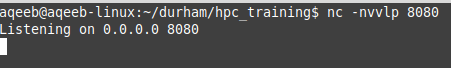 aqeeb@aqeeb-linux:~/durham/hpc_training$ nc -nvvlp 8080
Listening on 0.0.0.0 8080